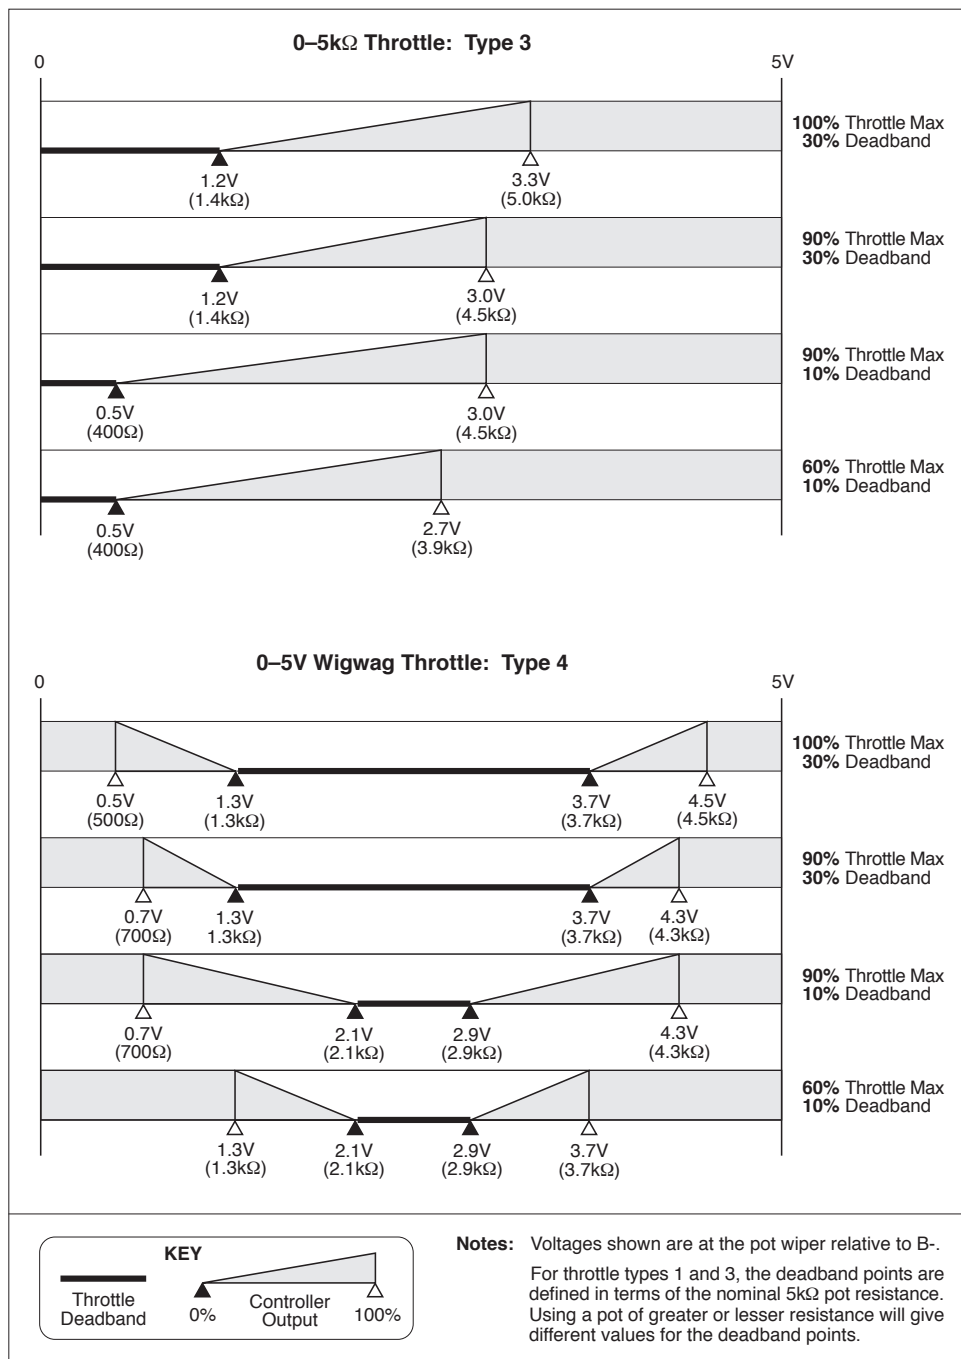 0–5kΩ Throttle: Type 3
0
5V
100% Throttle Max
30% Deadband
1.2V
(1.4kΩ)
3.3V
(5.0kΩ)
90% Throttle Max
30% Deadband
1.2V
(1.4kΩ)
3.0V
(4.5kΩ)
90% Throttle Max
10% Deadband
0.5V
(400Ω)
3.0V
(4.5kΩ)
60% Throttle Max
10% Deadband
0.5V
(400Ω)
2.7V
(3.9kΩ)
0–5V Wigwag Throttle: Type 4
0
5V
100% Throttle Max
30% Deadband
0.5V
(500Ω)
1.3V
(1.3kΩ)
3.7V
(3.7kΩ)
4.5V
(4.5kΩ)
90% Throttle Max
30% Deadband
0.7V
(700Ω)
1.3V
1.3kΩ)
3.7V
(3.7kΩ)
4.3V
(4.3kΩ)
90% Throttle Max
10% Deadband
0.7V
(700Ω)
2.1V
(2.1kΩ)
2.9V
(2.9kΩ)
4.3V
(4.3kΩ)
60% Throttle Max
10% Deadband
1.3V
(1.3kΩ)
2.1V
(2.1kΩ)
2.9V
(2.9kΩ)
3.7V
(3.7kΩ)
KEY
Throttle
Deadband
0%
Controller
Output
100%
Notes: Voltages shown are at the pot wiper relative to B-.
For throttle types 1 and 3, the deadband points are
defined in terms of the nominal 5kΩ pot resistance.
Using a pot of greater or lesser resistance will give
different values for the deadband points.